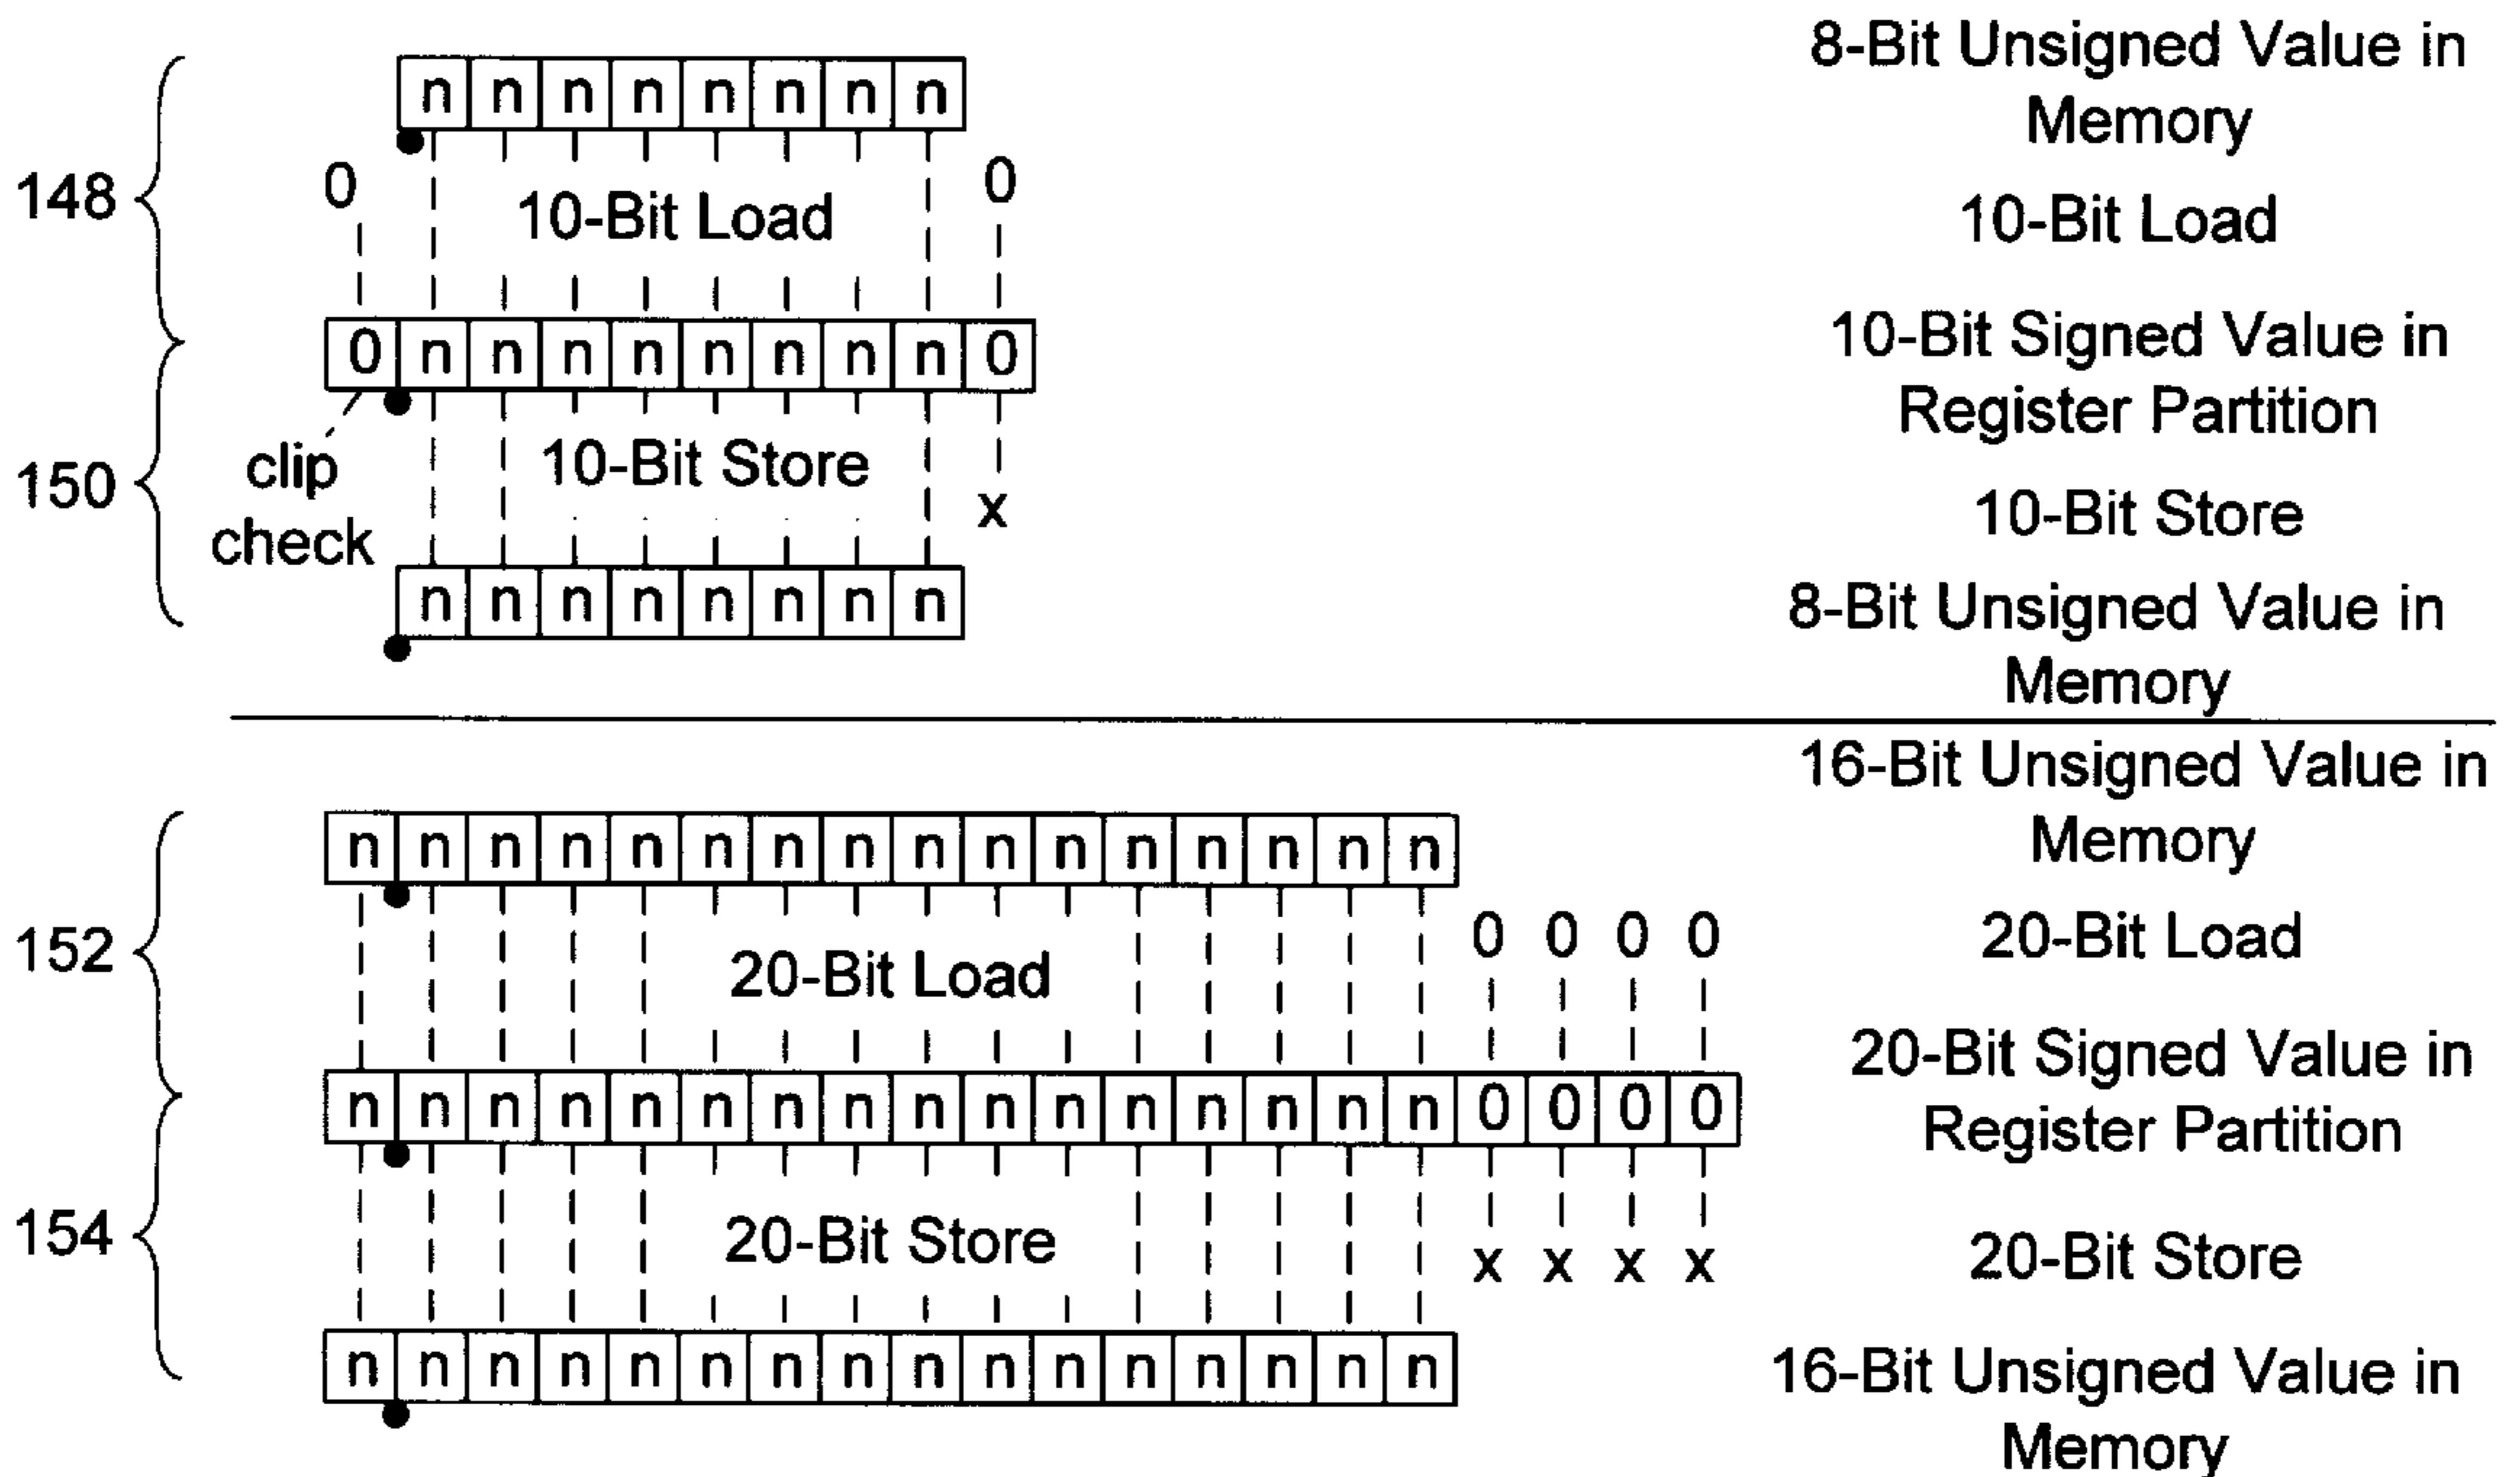 8-Bit Unsigned Value in
Memory
n n n n n n n n
148
0
10-Bit Load
0
10-Bit Load
0 n n n n n n n n 0
10-Bit Signed Value in
Register Partition
150
clip
check
10-Bit Store
x
10-Bit Store
n n n n n n n n
8-Bit Unsigned Value in
Memory
16-Bit Unsigned Value in
Memory
n n n n n n n n n n n n n n n n
152
20-Bit Load
0 0 0 0
20-Bit Load
n n n n n n n n n n n n n n n n 0 0 0 0
20-Bit Signed Value in
Register Partition
154
20-Bit Store
x x x x
20-Bit Store
n n n n n n n n n n n n n n n n
16-Bit Unsigned Value in
Memory